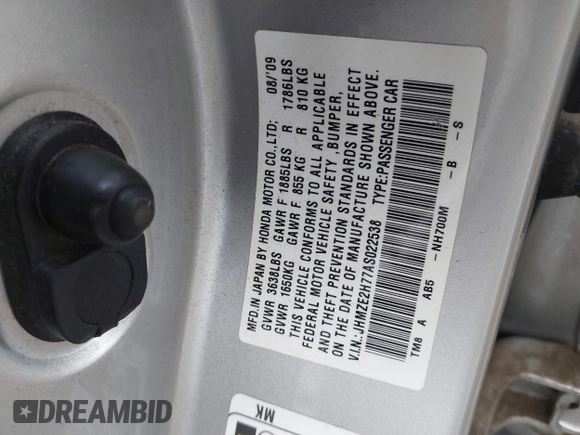 MFD.IN JAPAN BY HONDA MOTOR CO.,LTD; 08/'09
GVWR 3638LBS GAWR F 1885LBS R 1786LBS
GVWR 1650KG GAWR F 855 KG R 810 KG
THIS VEHICLE CONFORMS TO ALL APPLICABLE
FEDERAL MOTOR VEHICLE SAFETY ,BUMPER,
AND THEFT PREVENTION STANDARDS IN EFFECT
ON THE DATE OF MANUFACTURE SHOWN ABOVE.
V.I.N.: JHMZE2H77AS022538 TYPE:PASSENGER CAR
TM8 A AB5 -NH700M -B -S
MK
DREAMBID